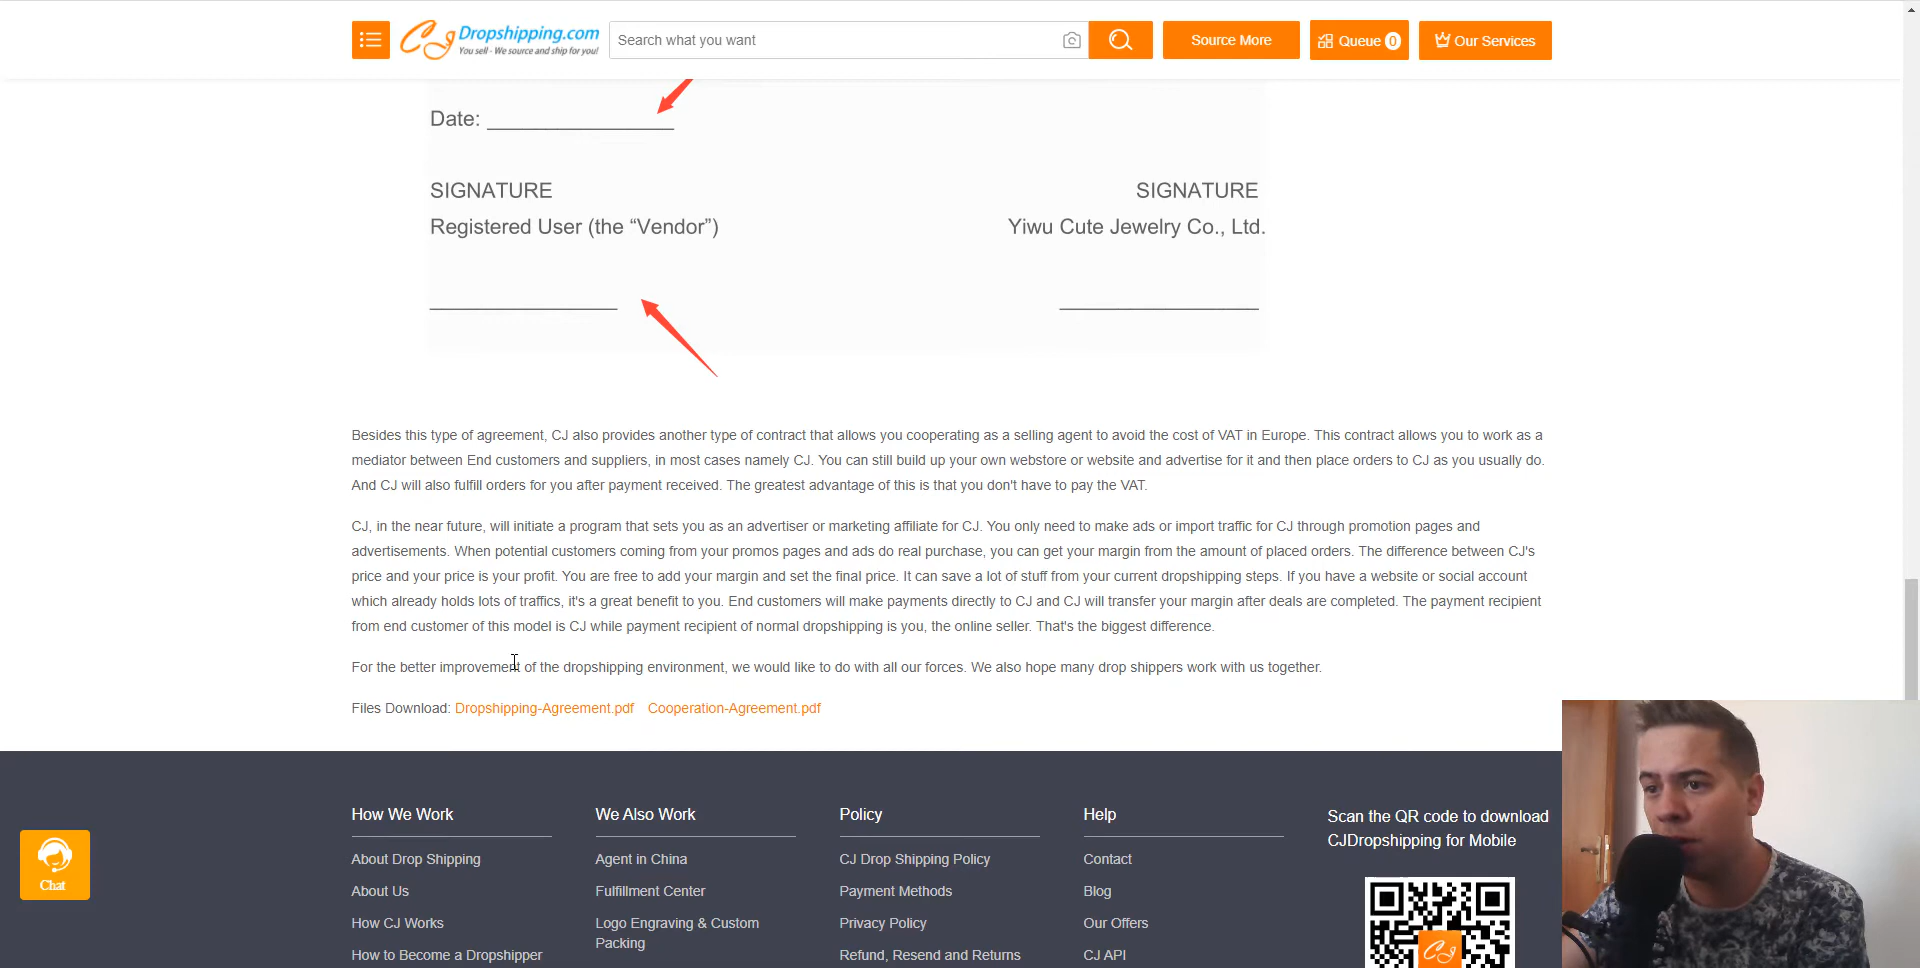 CJ Dropshipping.com
You sell - We source and ship for you!
Search what you want
Source More
Queue 0
Our Services
Date: _________________
SIGNATURE SIGNATURE
Registered User (the “Vendor”) Yiwu Cute Jewelry Co., Ltd.
Besides this type of agreement, CJ also provides another type of contract that allows you cooperating as a selling agent to avoid the cost of VAT in Europe. This contract allows you to work as a
mediator between End customers and suppliers, in most cases namely CJ. You can still build up your own webstore or website and advertise for it and then place orders to CJ as you usually do.
And CJ will also fulfill orders for you after payment received. The greatest advantage of this is that you don't have to pay the VAT.
CJ, in the near future, will initiate a program that sets you as an advertiser or marketing affiliate for CJ. You only need to make ads or import traffic for CJ through promotion pages and
advertisements. When potential customers coming from your promos pages and ads do real purchase, you can get your margin from the amount of placed orders. The difference between CJ's
price and your price is your profit. You are free to add your margin and set the final price. It can save a lot of stuff from your current dropshipping steps. If you have a website or social account
which already holds lots of traffics, it's a great benefit to you. End customers will make payments directly to CJ and CJ will transfer your margin after deals are completed. The payment recipient
from end customer of this model is CJ while payment recipient of normal dropshipping is you, the online seller. That's the biggest difference.
For the better improvement of the dropshipping environment, we would like to do with all our forces. We also hope many drop shippers work with us together.
Files Download: Dropshipping-Agreement.pdf Cooperation-Agreement.pdf
Chat
How We Work
About Drop Shipping
About Us
How CJ Works
How to Become a Dropshipper
We Also Work
Agent in China
Fulfillment Center
Logo Engraving & Custom
Packing
Policy
CJ Drop Shipping Policy
Payment Methods
Privacy Policy
Refund, Resend and Returns
Help
Contact
Blog
Our Offers
CJ API
Scan the QR code to download
CJDropshipping for Mobile
CJ